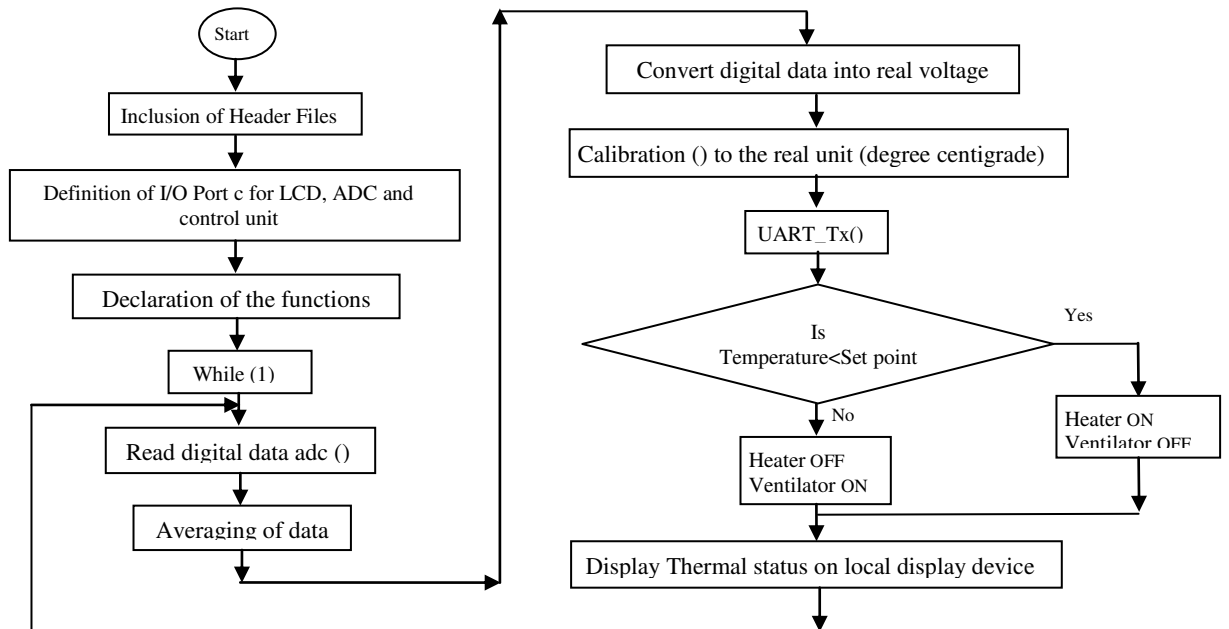 Start
Inclusion of Header Files
Definition of I/O Port c for LCD, ADC and
control unit
Declaration of the functions
While (1)
Read digital data adc ()
Averaging of data
Convert digital data into real voltage
Calibration () to the real unit (degree centigrade)
UART_Tx()
Is
Temperature<Set point
Yes
No
Heater ON
Ventilator OFF
Heater OFF
Ventilator ON
Display Thermal status on local display device